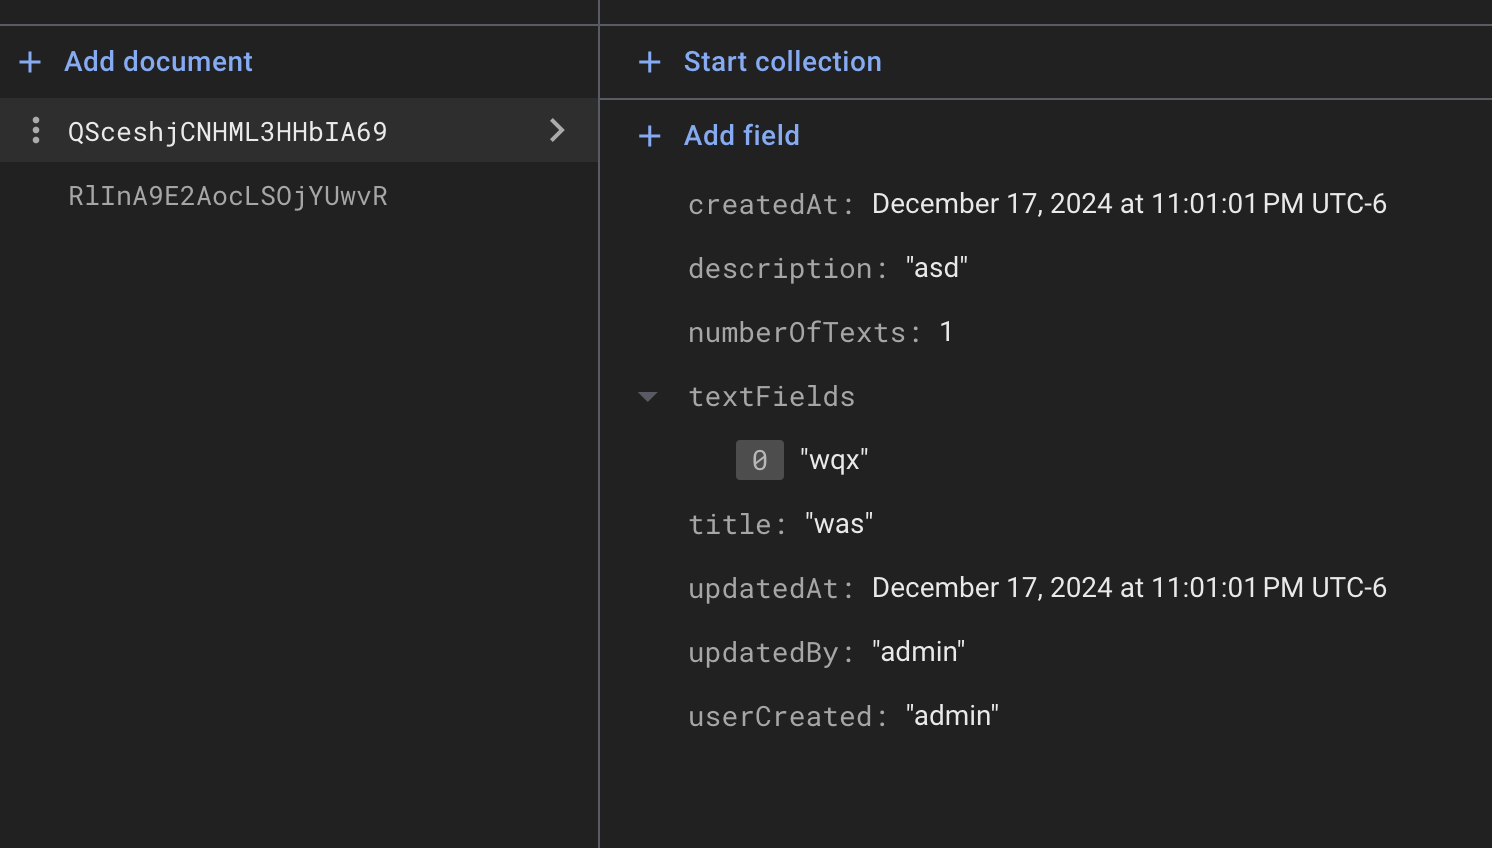 Add document
QSceshjCNHML3HHbIA69
RlInA9E2AocLSOjYUwvR
Start collection
Add field
createdAt: December 17, 2024 at 11:01:01 PM UTC-6
description: "asd"
numberOfTexts: 1
textFields
0 "wqx"
title: "was"
updatedAt: December 17, 2024 at 11:01:01 PM UTC-6
updatedBy: "admin"
userCreated: "admin"